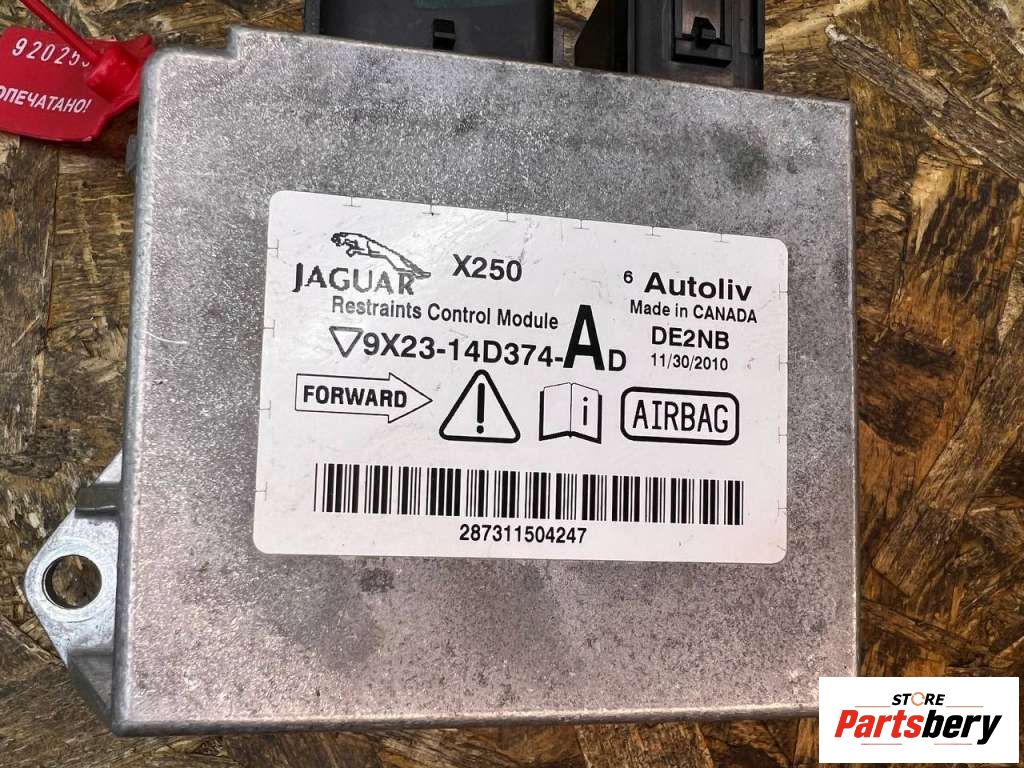 92025
ОПЕЧАТАНО!
JAGUAR
X250
6 Autoliv
Restraints Control Module
Made in CANADA
9X23-14D374-AD
DE2NB
11/30/2010
FORWARD
!
i
AIRBAG
287311504247
STORE
Partsbery